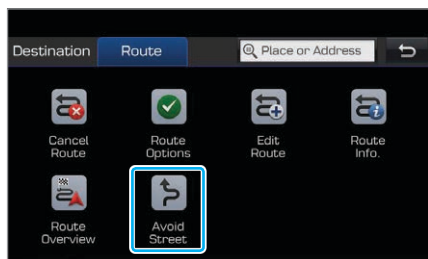 Destination
Route
Place or Address
Cancel
Route
Route
Options
Edit
Route
Route
Info.
Route
Overview
Avoid
Street